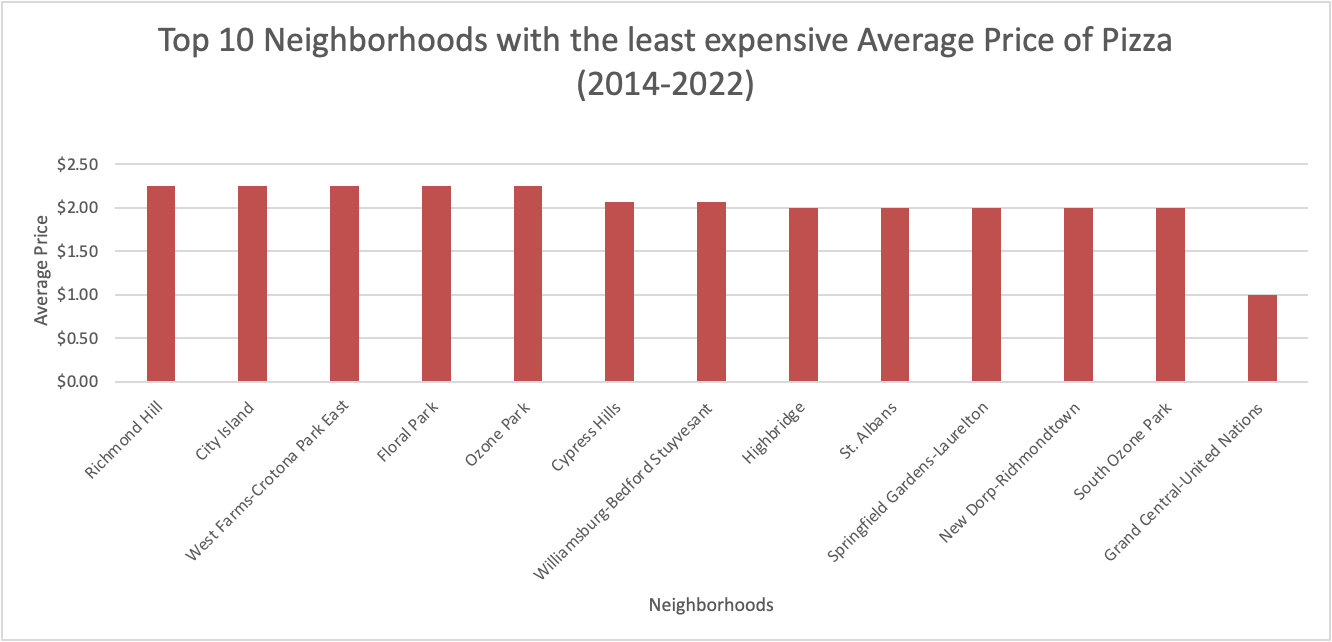 Top 10 Neighborhoods with the least expensive Average Price of Pizza
(2014-2022)
$2.50
$2.00
$1.50
$1.00
$0.50
$0.00
Average Price
Richmond Hill
City Island
West Farms-Crotona Park East
Floral Park
Ozone Park
Cypress Hills
Williamsburg-Bedford Stuyvesant
Highbridge
St. Albans
Springfield Gardens-Laurelton
New Dorp-Richmondtown
South Ozone Park
Grand Central-United Nations
Neighborhoods